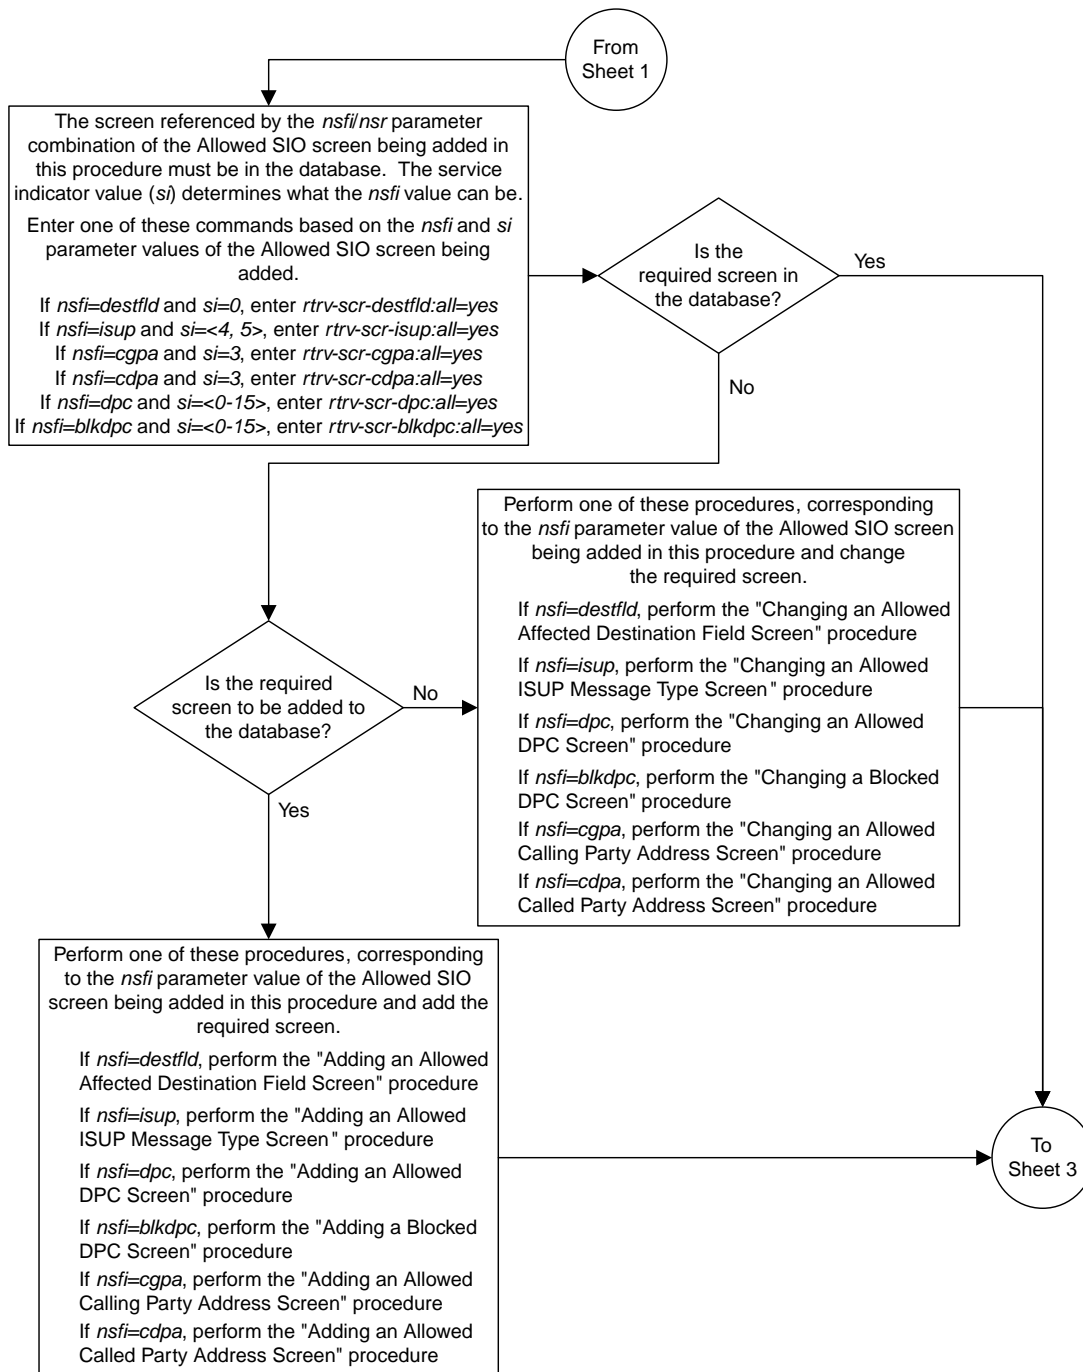 From
Sheet 1
The screen referenced by the nsfi/nsr parameter
combination of the Allowed SIO screen being added in
this procedure must be in the database.  The service
indicator value (si) determines what the nsfi value can be.
Enter one of these commands based on the nsfi and si
parameter values of the Allowed SIO screen being
added.
If nsfi=destfld and si=0, enter rtrv-scr-destfld:all=yes
If nsfi=isup and si=<4, 5>, enter rtrv-scr-isup:all=yes
If nsfi=cgpa and si=3, enter rtrv-scr-cgpa:all=yes
If nsfi=cdpa and si=3, enter rtrv-scr-cdpa:all=yes
If nsfi=dpc and si=<0-15>, enter rtrv-scr-dpc:all=yes
If nsfi=blkdpc and si=<0-15>, enter rtrv-scr-blkdpc:all=yes
Is the
required screen in
the database?
Yes
No
Perform one of these procedures, corresponding
to the nsfi parameter value of the Allowed SIO screen
being added in this procedure and change
the required screen.
If nsfi=destfld, perform the "Changing an Allowed
Affected Destination Field Screen" procedure
If nsfi=isup, perform the "Changing an Allowed
ISUP Message Type Screen" procedure
If nsfi=dpc, perform the "Changing an Allowed
DPC Screen" procedure
If nsfi=blkdpc, perform the "Changing a Blocked
DPC Screen" procedure
If nsfi=cgpa, perform the "Changing an Allowed
Calling Party Address Screen" procedure
If nsfi=cdpa, perform the "Changing an Allowed
Called Party Address Screen" procedure
Is the required
screen to be added to
the database?
No
Yes
Perform one of these procedures, corresponding
to the nsfi parameter value of the Allowed SIO
screen being added in this procedure and add the
required screen.
If nsfi=destfld, perform the "Adding an Allowed
Affected Destination Field Screen" procedure
If nsfi=isup, perform the "Adding an Allowed
ISUP Message Type Screen" procedure
If nsfi=dpc, perform the "Adding an Allowed
DPC Screen" procedure
If nsfi=blkdpc, perform the "Adding a Blocked
DPC Screen" procedure
If nsfi=cgpa, perform the "Adding an Allowed
Calling Party Address Screen" procedure
If nsfi=cdpa, perform the "Adding an Allowed
Called Party Address Screen" procedure
To
Sheet 3